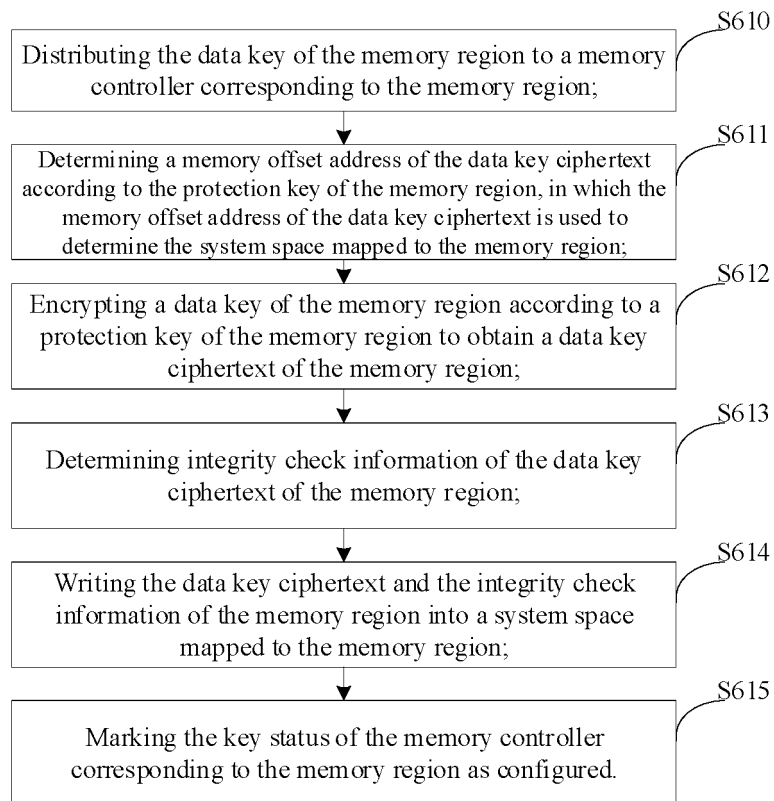 S610
Distributing the data key of the memory region to a memory
controller corresponding to the memory region;
S611
Determining a memory offset address of the data key ciphertext
according to the protection key of the memory region, in which the
memory offset address of the data key ciphertext is used to
determine the system space mapped to the memory region;
S612
Encrypting a data key of the memory region according to a
protection key of the memory region to obtain a data key
ciphertext of the memory region;
S613
Determining integrity check information of the data key
ciphertext of the memory region;
S614
Writing the data key ciphertext and the integrity check
information of the memory region into a system space
mapped to the memory region;
S615
Marking the key status of the memory controller
corresponding to the memory region as configured.